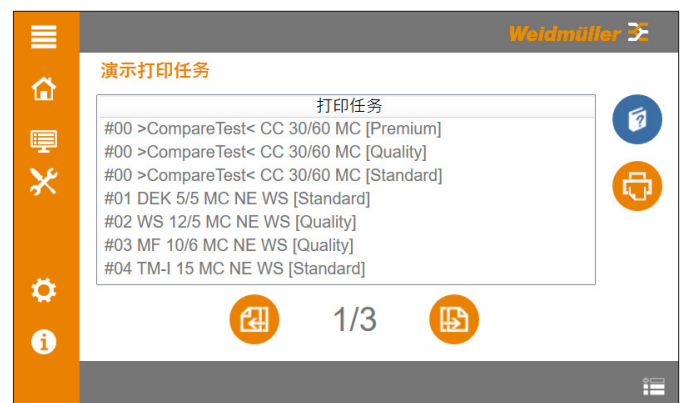 Weidmüller
演示打印任务
打印任务
#00 >CompareTest< CC 30/60 MC [Premium]
#00 >CompareTest< CC 30/60 MC [Quality]
#00 >CompareTest< CC 30/60 MC [Standard]
#01 DEK 5/5 MC NE WS [Standard]
#02 WS 12/5 MC NE WS [Quality]
#03 MF 10/6 MC NE WS [Quality]
#04 TM-I 15 MC NE WS [Standard]
1/3